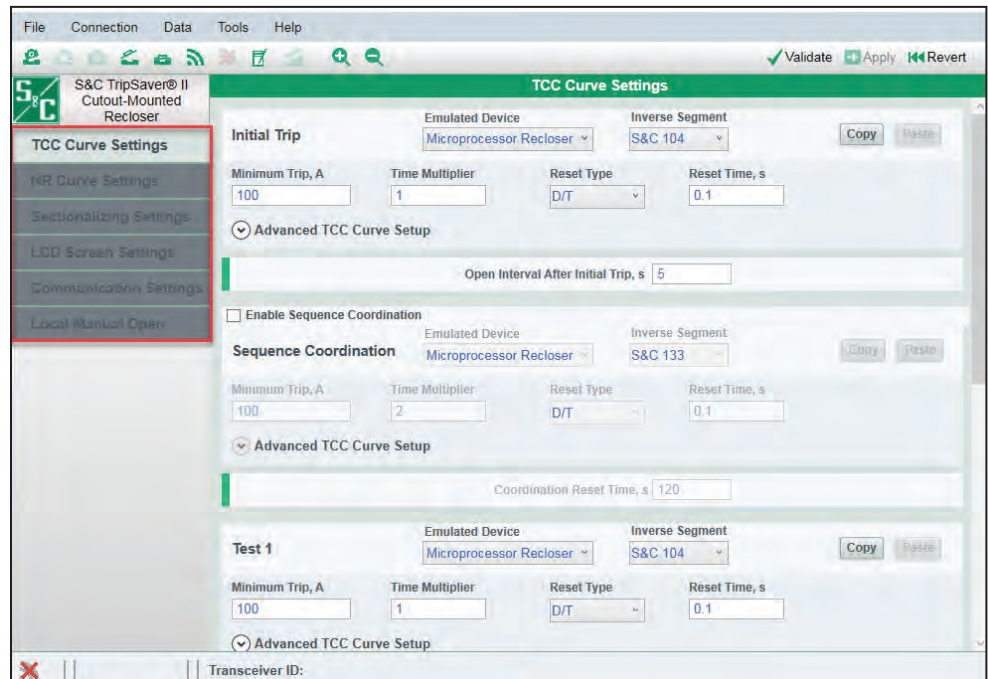 File Connection Data Tools Help
Validate Apply Revert
S&C
S&C TripSaver® II
Cutout-Mounted
Recloser
TCC Curve Settings
NR Curve Settings
Sectionalizing Settings
LCD Screen Settings
Communication Settings
Local Manual Open
TCC Curve Settings
Emulated Device Inverse Segment
Initial Trip Microprocessor Recloser S&C 104 Copy Paste
Minimum Trip, A Time Multiplier Reset Type Reset Time, s
100 1 D/T 0.1
Advanced TCC Curve Setup
Open Interval After Initial Trip, s 5
Enable Sequence Coordination
Emulated Device Inverse Segment
Sequence Coordination Microprocessor Recloser S&C 133 Copy Paste
Minimum Trip, A Time Multiplier Reset Type Reset Time, s
100 2 D/T 0.1
Advanced TCC Curve Setup
Coordination Reset Time, s 120
Emulated Device Inverse Segment
Test 1 Microprocessor Recloser S&C 104 Copy Paste
Minimum Trip, A Time Multiplier Reset Type Reset Time, s
100 1 D/T 0.1
Advanced TCC Curve Setup
Transceiver ID: